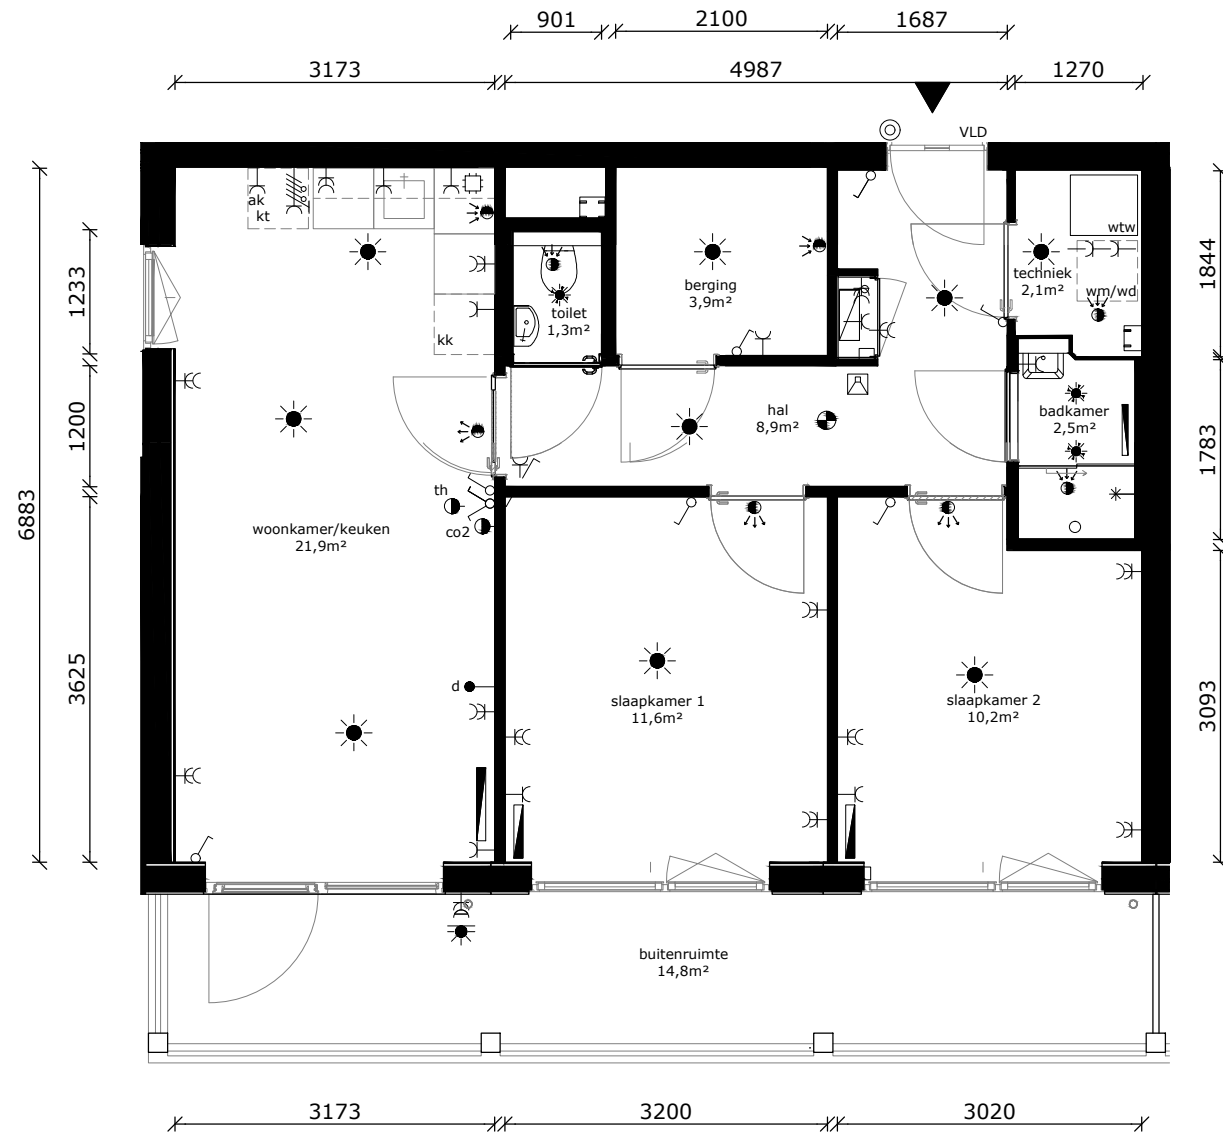 901
2100
1687
3173
4987
1270
VLD
ak
kt
wtw
techniek
2,1m²
wm/wd
berging
3,9m²
toilet
1,3m²
kk
hal
8,9m²
badkamer
2,5m²
th
co2
woonkamer/keuken
21,9m²
d
slaapkamer 1
11,6m²
slaapkamer 2
10,2m²
buitenruimte
14,8m²
1233
1200
6883
3625
1844
1783
3093
3173
3200
3020